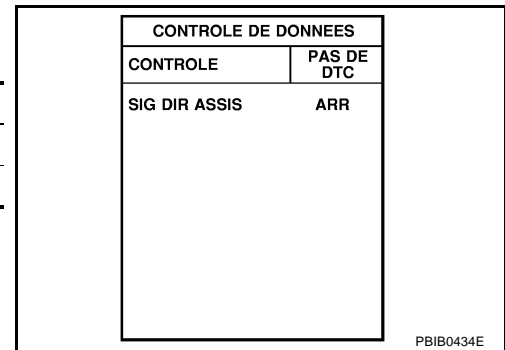 CONTROLE DE DONNEES
CONTROLE
PAS DE
DTC
SIG DIR ASSIS ARR
PBIB0434E